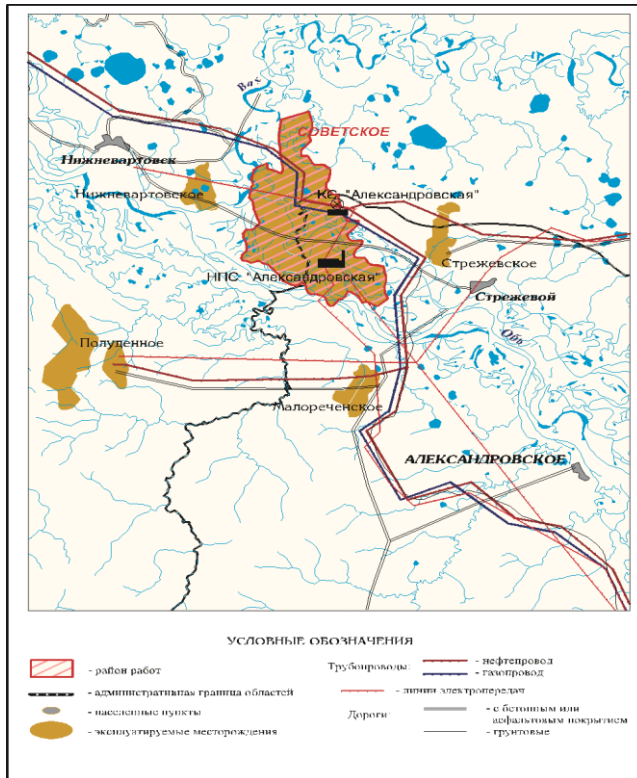 Вах
СОВЕТСКОЕ
Нижневартовск
Нижневартовское
КС "Александровская"
НПС "Александровская"
Стрежевское
Стрежевой
Обь
Полуденное
Малореченское
АЛЕКСАНДРОВСКОЕ
УСЛОВНЫЕ ОБОЗНАЧЕНИЯ
- район работ
- административная граница областей
- населенные пункты
- эксплуатируемые месторождения
Трубопроводы:
- нефтепровод
- газопровод
- линии электропередач
Дороги:
- с бетонным или
асфальтовым покрытием
- грунтовые